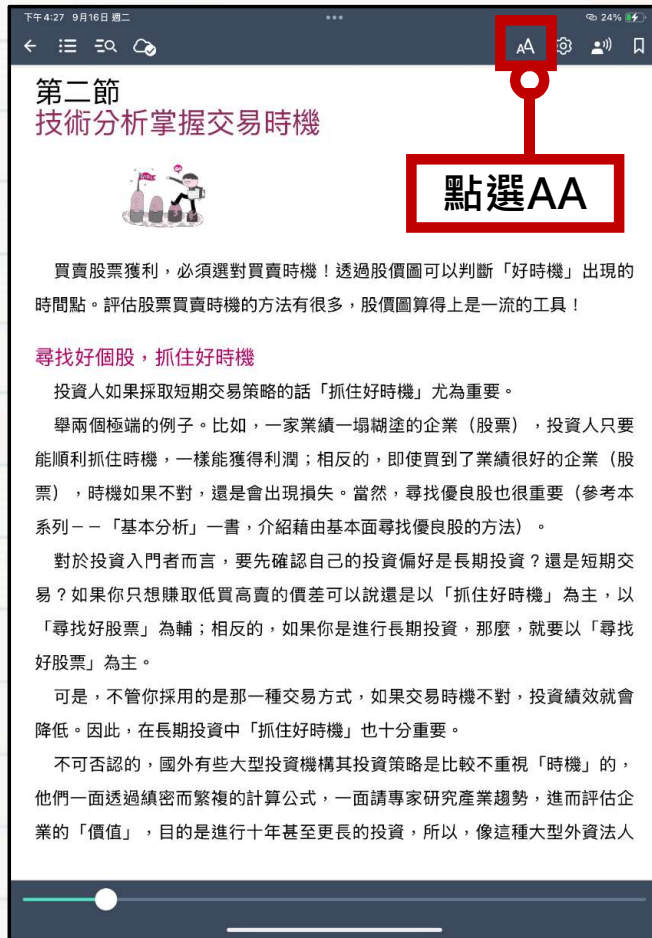 下午4:27 9月16日 週二
24%
AA
點選AA
第二節
技術分析掌握交易時機
買賣股票獲利，必須選對買賣時機！透過股價圖可以判斷「好時機」出現的
時間點。評估股票買賣時機的方法有很多，股價圖算得上是一流的工具！
尋找好個股，抓住好時機
投資人如果採取短期交易策略的話「抓住好時機」尤為重要。
舉兩個極端的例子。比如，一家業績一塌糊塗的企業（股票），投資人只要
能順利抓住時機，一樣能獲得利潤；相反的，即使買到了業績很好的企業（股
票），時機如果不對，還是會出現損失。當然，尋找優良股也很重要（參考本
系列－－「基本分析」一書，介紹藉由基本面尋找優良股的方法）。
對於投資入門者而言，要先確認自己的投資偏好是長期投資？還是短期交
易？如果你只想賺取低買高賣的價差可以說還是以「抓住好時機」為主，以
「尋找好股票」為輔；相反的，如果你是進行長期投資，那麼，就要以「尋找
好股票」為主。
可是，不管你採用的是那一種交易方式，如果交易時機不對，投資績效就會
降低。因此，在長期投資中「抓住好時機」也十分重要。
不可否認的，國外有些大型投資機構其投資策略是比較不重視「時機」的，
他們一面透過縝密而繁複的計算公式，一面請專家研究產業趨勢，進而評估企
業的「價值」，目的是進行十年甚至更長的投資，所以，像這種大型外資法人